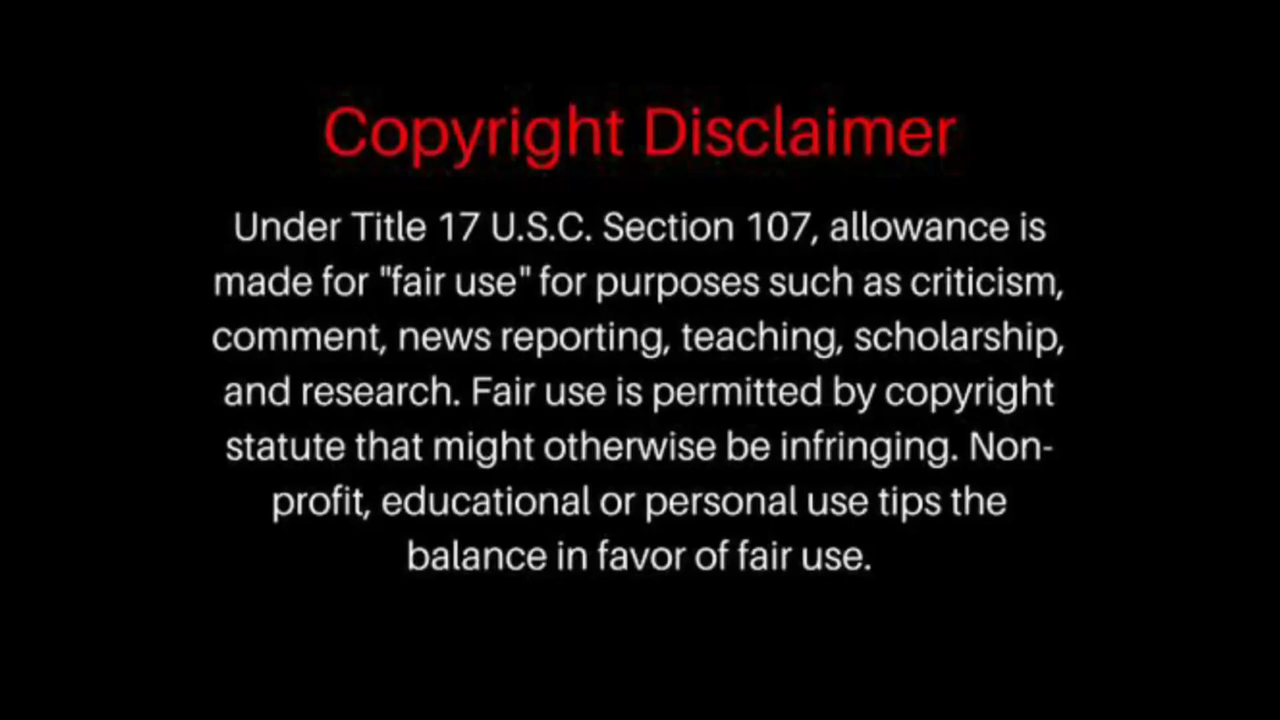 Copyright Disclaimer
Under Title 17 U.S.C. Section 107, allowance is
made for "fair use" for purposes such as criticism,
comment, news reporting, teaching, scholarship,
and research. Fair use is permitted by copyright
statute that might otherwise be infringing. Non-
profit, educational or personal use tips the
balance in favor of fair use.